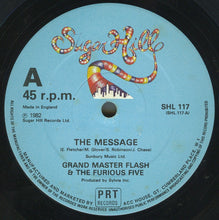 Sugar Hill
A
45 r.p.m.
Made in England
℗ 1982
Sugar Hill Records Ltd.
SHL 117
(SHL 117-A)
THE MESSAGE
(E. Fletcher/M. Glover/S. Robinson/J. Chase)
Sunbury Music Ltd.
GRAND MASTER FLASH
& THE FURIOUS FIVE
Produced by Sylvia Inc.
PRT
RECORDS